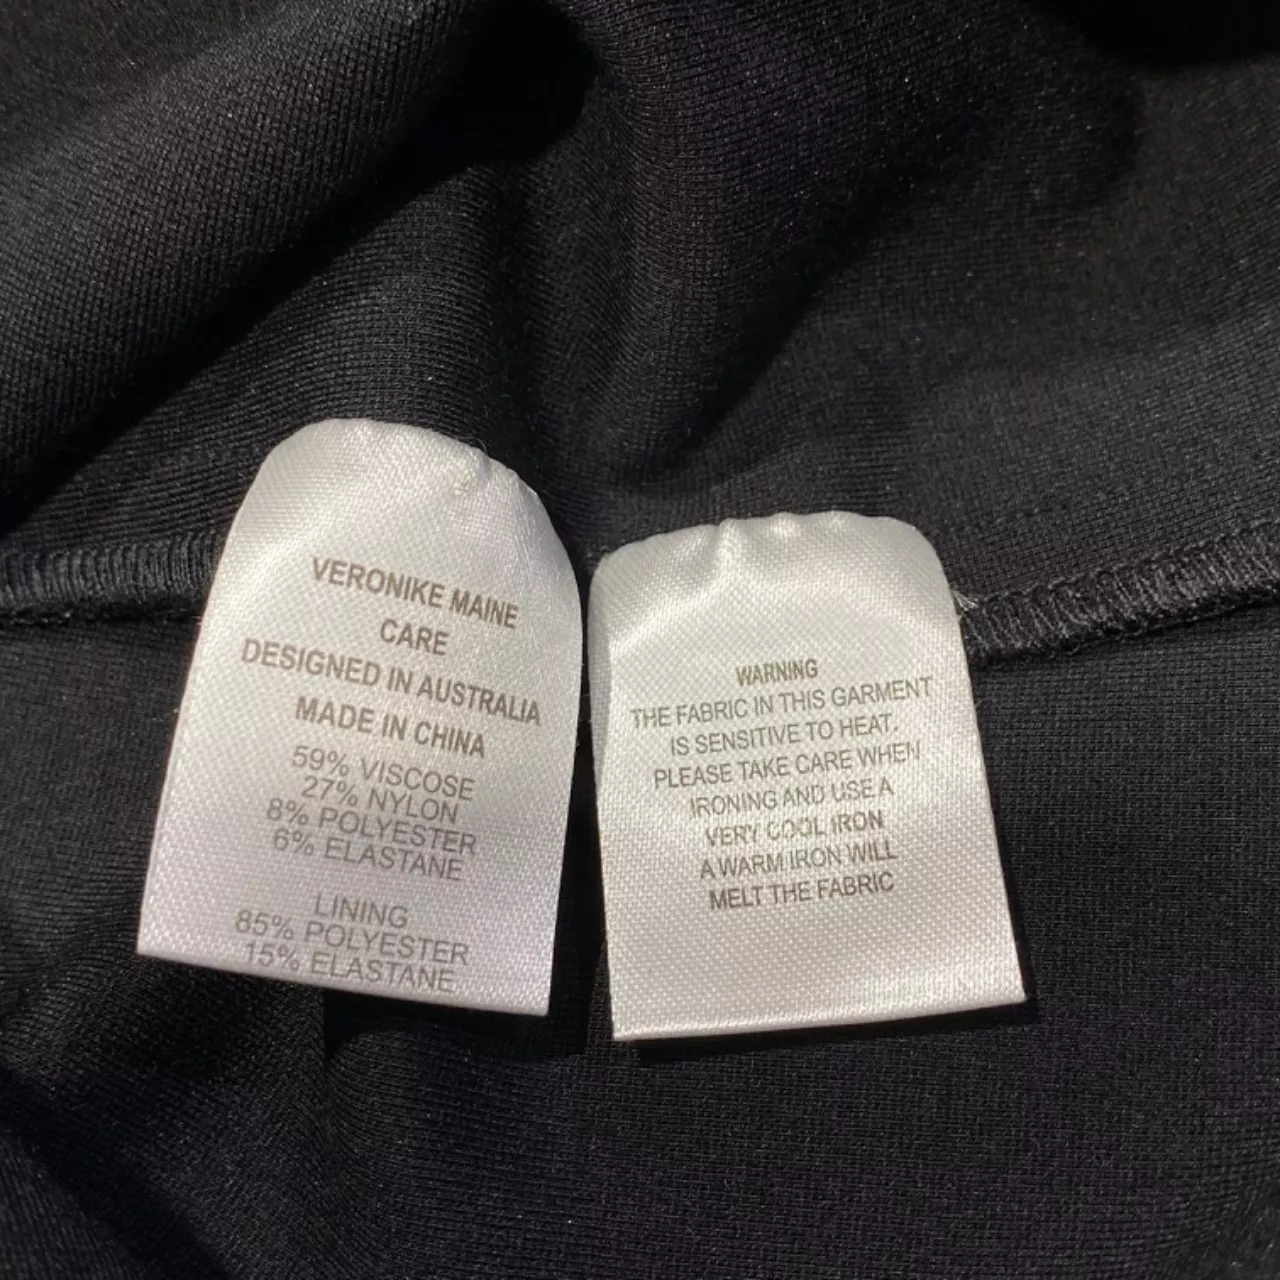 VERONIKE MAINE
CARE
DESIGNED IN AUSTRALIA
MADE IN CHINA
59% VISCOSE
27% NYLON
8% POLYESTER
6% ELASTANE
LINING
85% POLYESTER
15% ELASTANE
WARNING
THE FABRIC IN THIS GARMENT
IS SENSITIVE TO HEAT.
PLEASE TAKE CARE WHEN
IRONING AND USE A
VERY COOL IRON
A WARM IRON WILL
MELT THE FABRIC